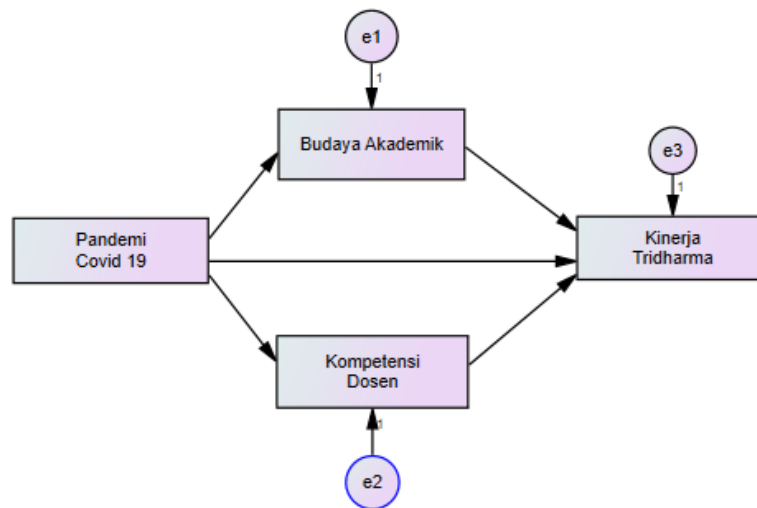 e1
1
Budaya Akademik
e3
1
Pandemi
Covid 19
Kinerja
Tridharma
Kompetensi
Dosen
1
e2